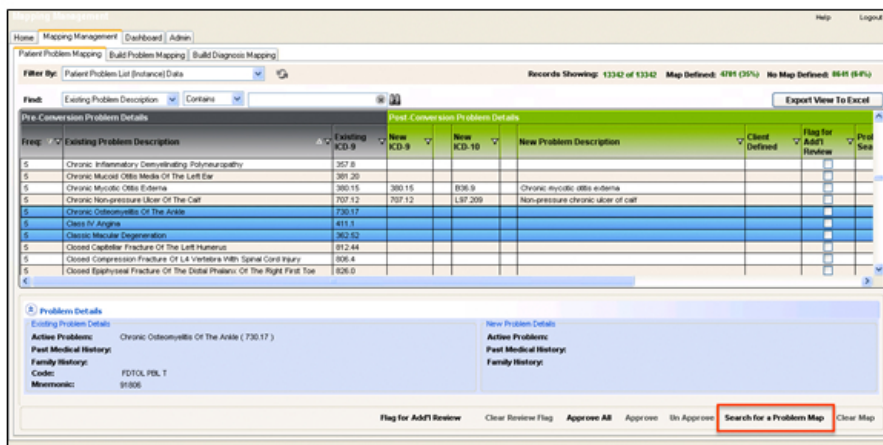 Mapping Management
Help Logout
Home Mapping Management Dashboard Admin
Patient Problem Mapping Build Problem Mapping Build Diagnosis Mapping
Filter By: Patient Problem List (Instance) Data Records Showing: 13342 of 13342 Map Defined: 4701 (35%) No Map Defined: 8641 (64%)
Find: Existing Problem Description Contains Export View To Excel
Pre-Conversion Problem Details Post-Conversion Problem Details
Freq Existing Problem Description Existing ICD-9 New ICD-9 New ICD-10 New Problem Description Client Defined Flag for Add'l Review Prob Sea
5 Chronic Inflammatory Demyelinating Polyneuropathy 357.8
5 Chronic Mucoid Otitis Media Of The Left Ear 381.20
5 Chronic Mycotic Otitis Externa 380.15 380.15 B36.9 Chronic mycotic otitis externa
5 Chronic Non-pressure Ulcer Of The Calf 707.12 707.12 L97.209 Non-pressure chronic ulcer of calf
5 Chronic Osteomyelitis Of The Ankle 730.17
5 Class IV Angina 411.1
5 Classic Macular Degeneration 362.52
5 Closed Capitellar Fracture Of The Left Humerus 812.44
5 Closed Compression Fracture Of L4 Vertebra With Spinal Cord Injury 806.4
5 Closed Epiphyseal Fracture Of The Distal Phalanx Of The Right First Toe 826.0
Problem Details
Existing Problem Details New Problem Details
Active Problem: Chronic Osteomyelitis Of The Ankle ( 730.17 ) Active Problem:
Past Medical History: Past Medical History:
Family History: Family History:
Code: FDTOL PBL T
Mnemonic: 91806
Flag for Add'l Review Clear Review Flag Approve All Approve Un Approve Search for a Problem Map Clear Map